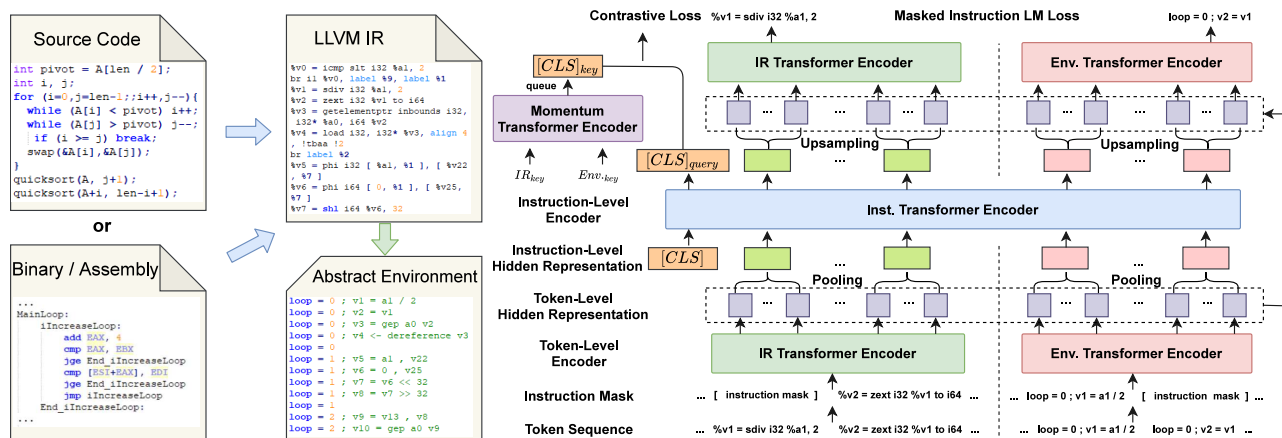 Source Code
int pivot = A[len / 2];
int i, j;
for (i=0,j=len-1;;i++,j--){
while (A[i] < pivot) i++;
while (A[j] > pivot) j--;
if (i >= j) break;
swap(&A[i],&A[j]);
}
quicksort(A, j+1);
quicksort(A+i, len-i+1);
or
Binary / Assembly
...
MainLoop:
iIncreaseLoop:
add EAX, 4
cmp EAX, EBX
jge End_iIncreaseLoop
cmp [ESI+EAX], EDI
jge End_iIncreaseLoop
jmp iIncreaseLoop
End_iIncreaseLoop:
...
LLVM IR
%v0 = icmp slt i32 %a1, 2
br i1 %v0, label %9, label %1
%v1 = sdiv i32 %a1, 2
%v2 = zext i32 %v1 to i64
%v3 = getelementptr inbounds i32,
i32* %a0, i64 %v2
%v4 = load i32, i32* %v3, align 4
, !tbaa !2
br label %2
%v5 = phi i32 [ %a1, %1 ], [ %v22
, %7 ]
%v6 = phi i64 [ 0, %1 ], [ %v25,
%7 ]
%v7 = shl i64 %v6, 32
Abstract Environment
loop = 0 ; v1 = a1 / 2
loop = 0 ; v2 = v1
loop = 0 ; v3 = gep a0 v2
loop = 0 ; v4 <- dereference v3
loop = 0
loop = 1 ; v5 = a1 , v22
loop = 1 ; v6 = 0 , v25
loop = 1 ; v7 = v6 << 32
loop = 1 ; v8 = v7 >> 32
loop = 1
loop = 2 ; v9 = v13 , v8
loop = 2 ; v10 = gep a0 v9
Contrastive Loss
%v1 = sdiv i32 %a1, 2
Masked Instruction LM Loss
loop = 0 ; v2 = v1
[CLS]key
queue
Momentum
Transformer Encoder
IRkey
Env.key
[CLS]query
IR Transformer Encoder
Env. Transformer Encoder
... ... ...
... ... ...
Upsampling
Upsampling
...
...
Instruction-Level
Encoder
Inst. Transformer Encoder
Instruction-Level
Hidden Representation
[CLS]
...
...
Pooling
Pooling
Token-Level
Hidden Representation
... ... ...
... ... ...
Token-Level
Encoder
IR Transformer Encoder
Env. Transformer Encoder
Instruction Mask
... [ instruction mask ] %v2 = zext i32 %v1 to i64 ...
... loop = 0 ; v1 = a1 / 2 [ instruction mask ] ...
Token Sequence
... %v1 = sdiv i32 %a1, 2 %v2 = zext i32 %v1 to i64 ...
... loop = 0 ; v1 = a1 / 2 loop = 0 ; v2 = v1 ...